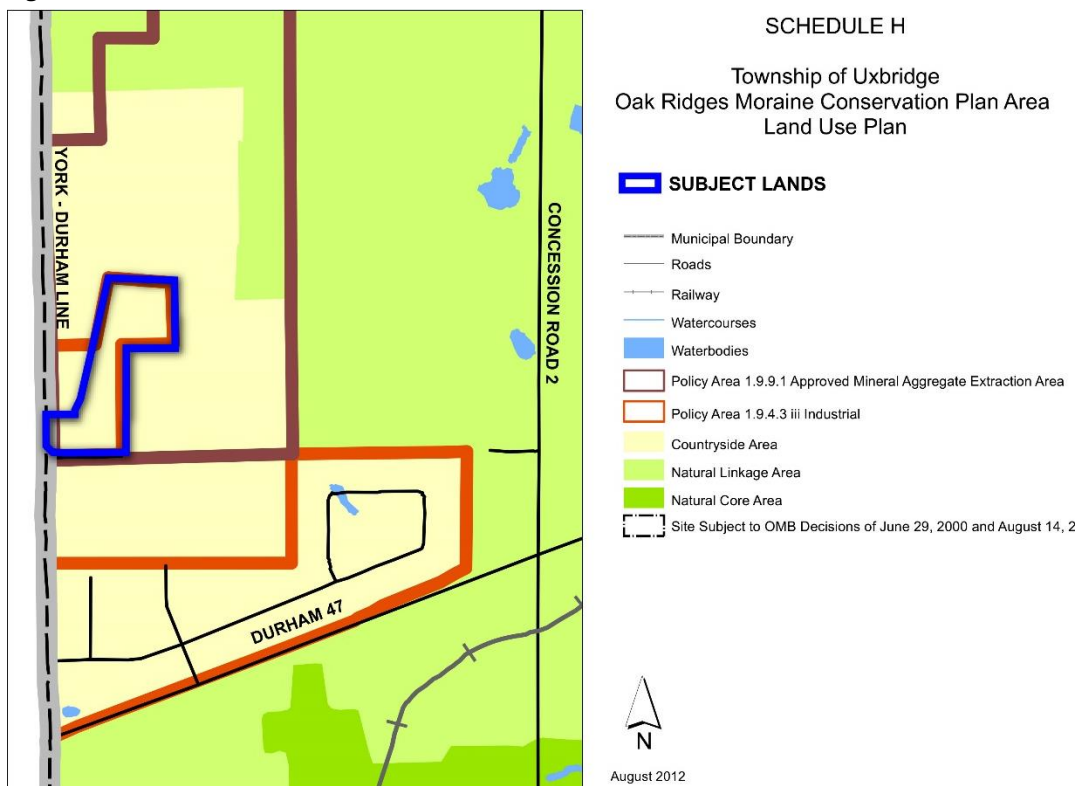 SCHEDULE H
Township of Uxbridge
Oak Ridges Moraine Conservation Plan Area
Land Use Plan
SUBJECT LANDS
Municipal Boundary
Roads
Railway
Watercourses
Waterbodies
Policy Area 1.9.9.1 Approved Mineral Aggregate Extraction Area
Policy Area 1.9.4.3 iii Industrial
Countryside Area
Natural Linkage Area
Natural Core Area
Site Subject to OMB Decisions of June 29, 2000 and August 14, 2
N
August 2012
YORK - DURHAM LINE
CONCESSION ROAD 2
DURHAM 47